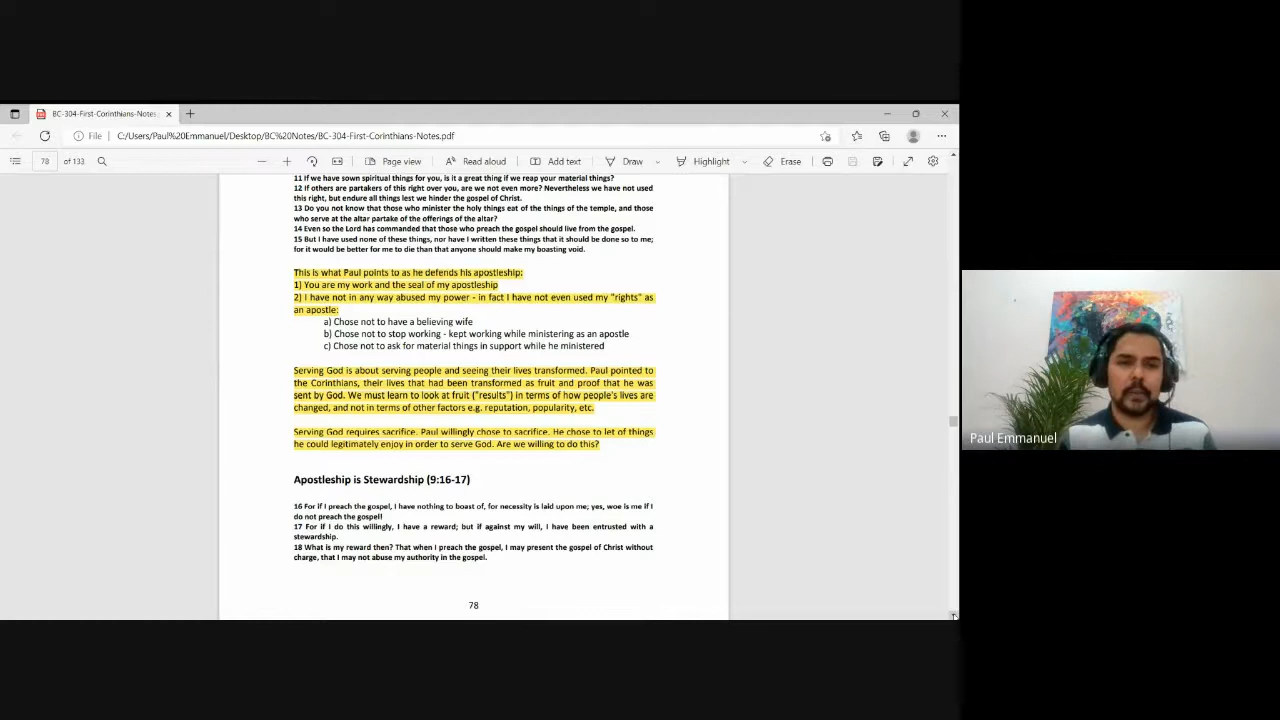 BC-304-First-Corinthians-Notes
File
C:/Users/Paul%20Emmanuel/Desktop/BC%20Notes/BC-304-First-Corinthians-Notes.pdf
78 of 133
Page view
Read aloud
Add text
Draw
Highlight
Erase
11 If we have sown spiritual things for you, is it a great thing if we reap your material things?
12 If others are partakers of this right over you, are we not even more? Nevertheless we have not used
this right, but endure all things lest we hinder the gospel of Christ.
13 Do you not know that those who minister the holy things eat of the things of the temple, and those
who serve at the altar partake of the offerings of the altar?
14 Even so the Lord has commanded that those who preach the gospel should live from the gospel.
15 But I have used none of these things, nor have I written these things that it should be done so to me;
for it would be better for me to die than that anyone should make my boasting void.
This is what Paul points to as he defends his apostleship:
1) You are my work and the seal of my apostleship
2) I have not in any way abused my power - in fact I have not even used my "rights" as
an apostle:
a) Chose not to have a believing wife
b) Chose not to stop working - kept working while ministering as an apostle
c) Chose not to ask for material things in support while he ministered
Serving God is about serving people and seeing their lives transformed. Paul pointed to
the Corinthians, their lives that had been transformed as fruit and proof that he was
sent by God. We must learn to look at fruit ("results") in terms of how people's lives are
changed, and not in terms of other factors e.g. reputation, popularity, etc.
Serving God requires sacrifice. Paul willingly chose to sacrifice. He chose to let of things
he could legitimately enjoy in order to serve God. Are we willing to do this?
Apostleship is Stewardship (9:16-17)
16 For if I preach the gospel, I have nothing to boast of, for necessity is laid upon me; yes, woe is me if I
do not preach the gospel!
17 For if I do this willingly, I have a reward; but if against my will, I have been entrusted with a
stewardship.
18 What is my reward then? That when I preach the gospel, I may present the gospel of Christ without
charge, that I may not abuse my authority in the gospel.
78
Paul Emmanuel